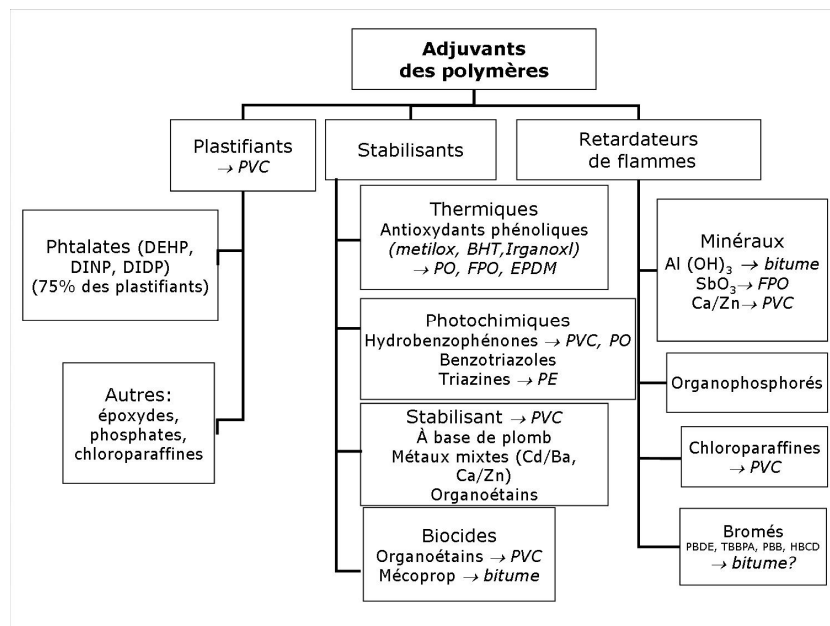 Adjuvants
des polymères
Plastifiants
→ PVC
Stabilisants
Retardateurs
de flammes
Phtalates (DEHP,
DINP, DIDP)
(75% des plastifiants)
Autres:
époxydes,
phosphates,
chloroparaffines
Thermiques
Antioxydants phénoliques
(metilox, BHT,Irganoxl)
→ PO, FPO, EPDM
Photochimiques
Hydrobenzophénones → PVC, PO
Benzotriazoles
Triazines → PE
Stabilisant → PVC
À base de plomb
Métaux mixtes (Cd/Ba,
Ca/Zn)
Organoétains
Biocides
Organoétains → PVC
Mécoprop → bitume
Minéraux
Al (OH)₃ → bitume
SbO₃→ FPO
Ca/Zn→ PVC
Organophosphorés
Chloroparaffines
→ PVC
Bromés
PBDE, TBBPA, PBB, HBCD
→ bitume?